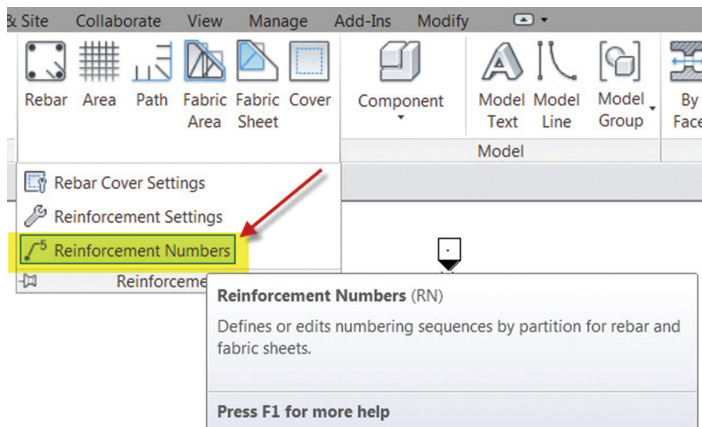 & Site Collaborate View Manage Add-Ins Modify
Rebar Area Path Fabric Fabric Cover Component Model Model Model By
Area Sheet Text Line Group Face
Model
Rebar Cover Settings
Reinforcement Settings
5 Reinforcement Numbers
Reinforceme
Reinforcement Numbers (RN)
Defines or edits numbering sequences by partition for rebar and
fabric sheets.
Press F1 for more help